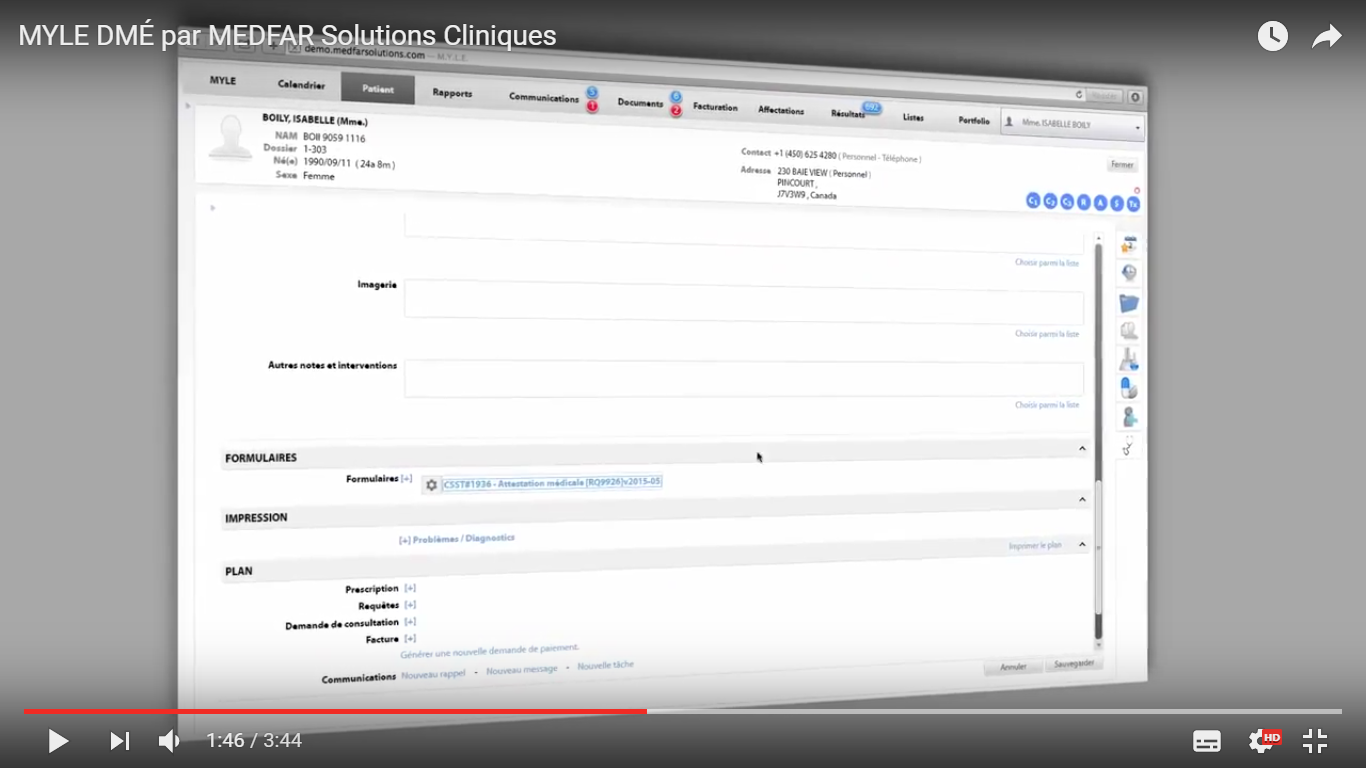 MYLE DMÉ par MEDFAR Solutions Cliniques
demo.medfarsolutions.com — M.Y.L.E.
MYLE Calendrier Patient Rapports Communications 5 1 Documents 6 2 Facturation Affectations Résultats 692 Listes Portfolio Mme. ISABELLE BOILY
BOILY, ISABELLE (Mme.)
NAM BOII 9059 1116
Dossier 1-303
Né(e) 1990/09/11 ( 24a 8m )
Sexe Femme
Contact +1 (450) 625 4280 ( Personnel - Téléphone )
Adresse 230 BAIE VIEW ( Personnel )
PINCOURT ,
J7V3W9 , Canada
Fermer
C1 C2 C3 R A S Tx
Choisir parmi la liste
Imagerie
Choisir parmi la liste
Autres notes et interventions
Choisir parmi la liste
FORMULAIRES
Formulaires [+] CSST#1936 - Attestation médicale (RQ9926)v2015-05
IMPRESSION
[+] Problèmes / Diagnostics
PLAN Imprimer le plan
Prescription [+]
Requêtes [+]
Demande de consultation [+]
Facture [+]
Générer une nouvelle demande de paiement.
Communications Nouveau rappel - Nouveau message - Nouvelle tâche
Annuler Sauvegarder
1:46 / 3:44 HD